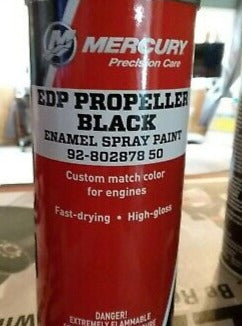 MERCURY
Precision Care
EDP PROPELLER
BLACK
ENAMEL SPRAY PAINT
92-802878 50
Custom match color
for engines
Fast-drying • High-gloss
DANGER!
EXTREMELY FLAMMABLE